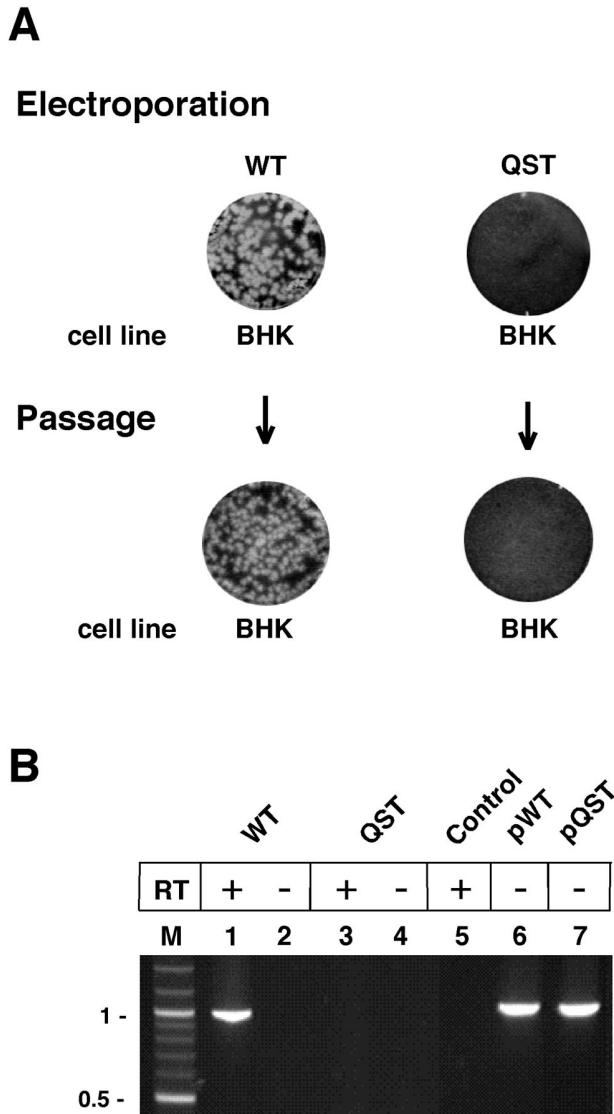 A
Electroporation
WT QST
cell line BHK BHK
Passage
cell line BHK BHK
B
WT QST Control pWT pQST
RT + - + - + - -
M 1 2 3 4 5 6 7
1 -
0.5 -